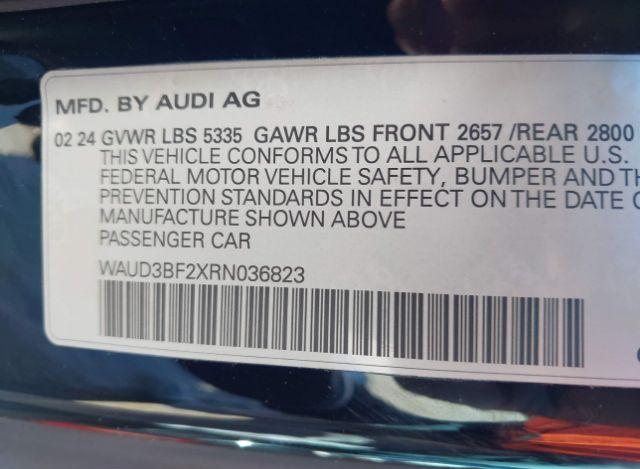 MFD. BY AUDI AG
02 24 GVWR LBS 5335 GAWR LBS FRONT 2657 /REAR 2800
THIS VEHICLE CONFORMS TO ALL APPLICABLE U.S.
FEDERAL MOTOR VEHICLE SAFETY, BUMPER AND TH
PREVENTION STANDARDS IN EFFECT ON THE DATE O
MANUFACTURE SHOWN ABOVE
PASSENGER CAR
WAUD3BF2XRN036823